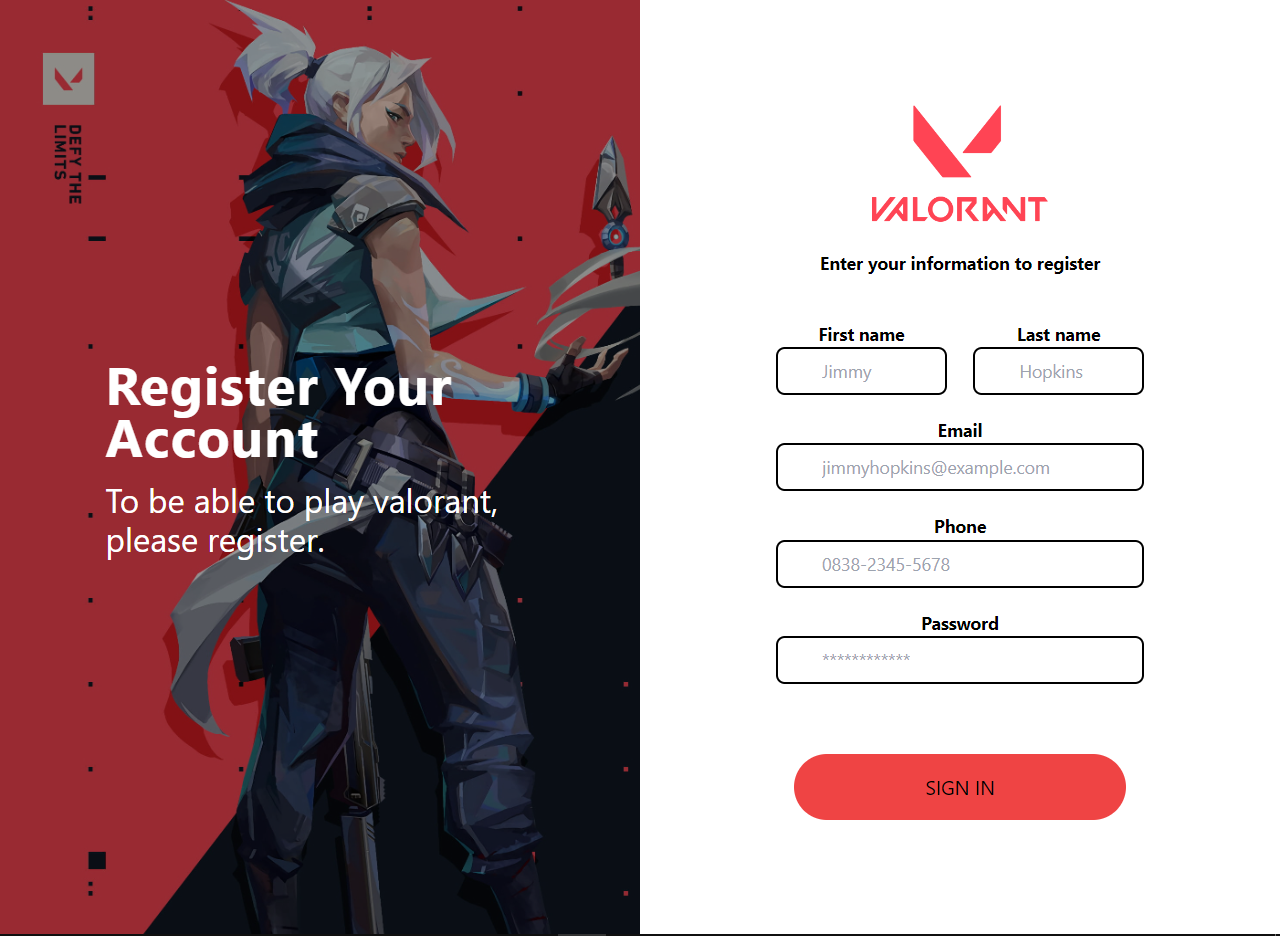 DEFY THE
LIMITS
Register Your
Account
To be able to play valorant,
please register.
VALORANT
Enter your information to register
First name
Last name
Jimmy
Hopkins
Email
jimmyhopkins@example.com
Phone
0838-2345-5678
Password
************
SIGN IN